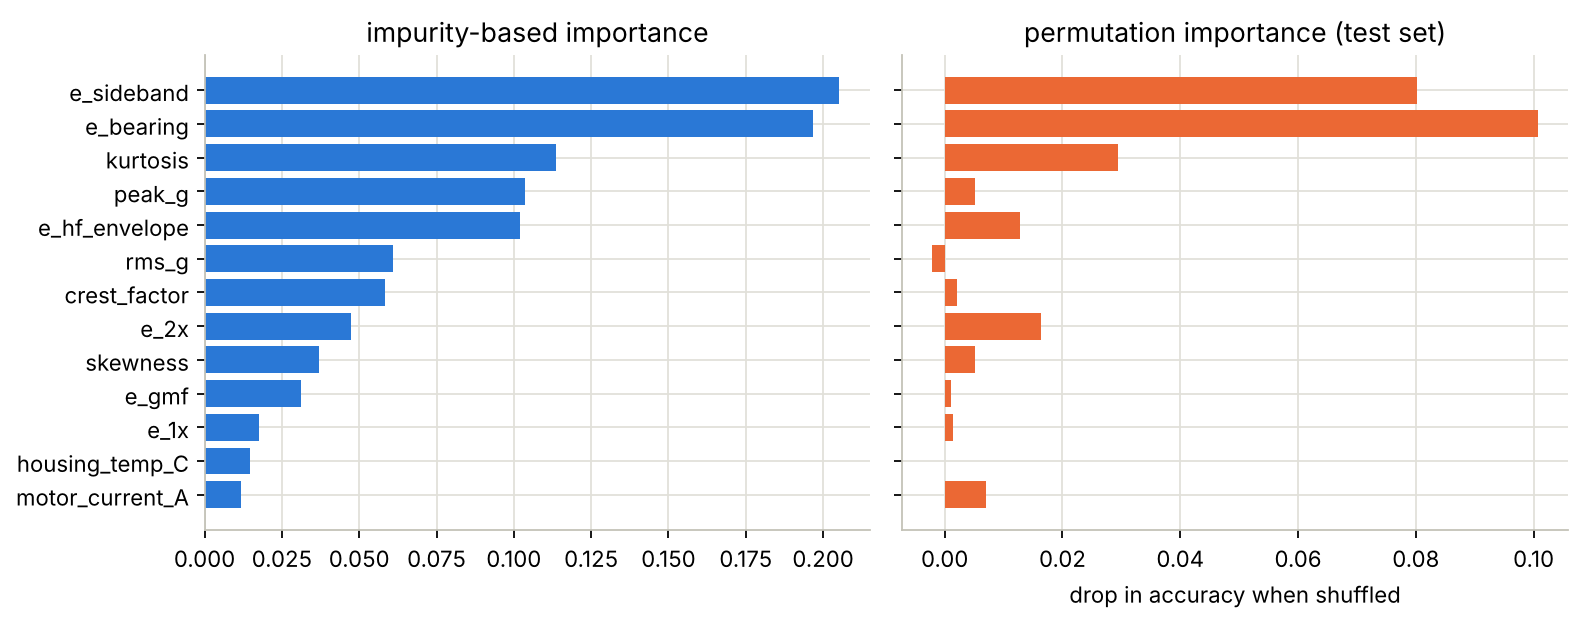 impurity-based importance
permutation importance (test set)
e_sideband
e_bearing
kurtosis
peak_g
e_hf_envelope
rms_g
crest_factor
e_2x
skewness
e_gmf
e_1x
housing_temp_C
motor_current_A
0.000 0.025 0.050 0.075 0.100 0.125 0.150 0.175 0.200
0.00 0.02 0.04 0.06 0.08 0.10
drop in accuracy when shuffled